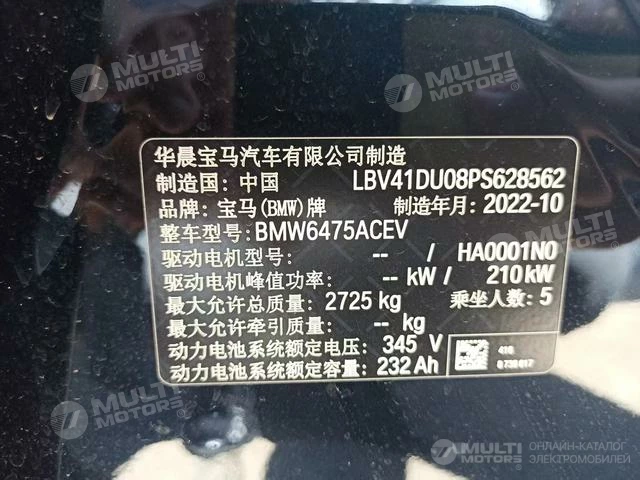 MULTI MOTORS
MULTI MOTORS
华晨宝马汽车有限公司制造
制造国: 中国 LBV41DU08PS628562
品牌: 宝马(BMW)牌 制造年月: 2022-10
整车型号: BMW6475ACEV
驱动电机型号: -- / HA0001N0
驱动电机峰值功率: -- kW / 210 kW
最大允许总质量: 2725 kg 乘坐人数: 5
最大允许牵引质量: -- kg
动力电池系统额定电压: 345 V
动力电池系统额定容量: 232 Ah
MULTI MOTORS
MULTI MOTORS
ОНЛАЙН-КАТАЛОГ
ЭЛЕКТРОМОБИЛЕЙ